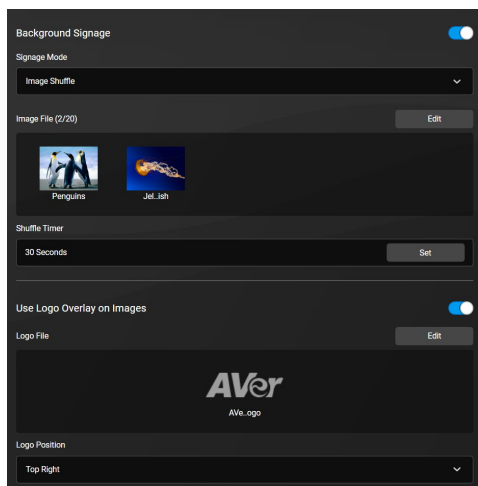 Background Signage
Signage Mode
Image Shuffle
Image File (2/20)
Edit
Penguins
Jel..ish
Shuffle Timer
30 Seconds
Set
Use Logo Overlay on Images
Logo File
Edit
AVer
AVe..ogo
Logo Position
Top Right